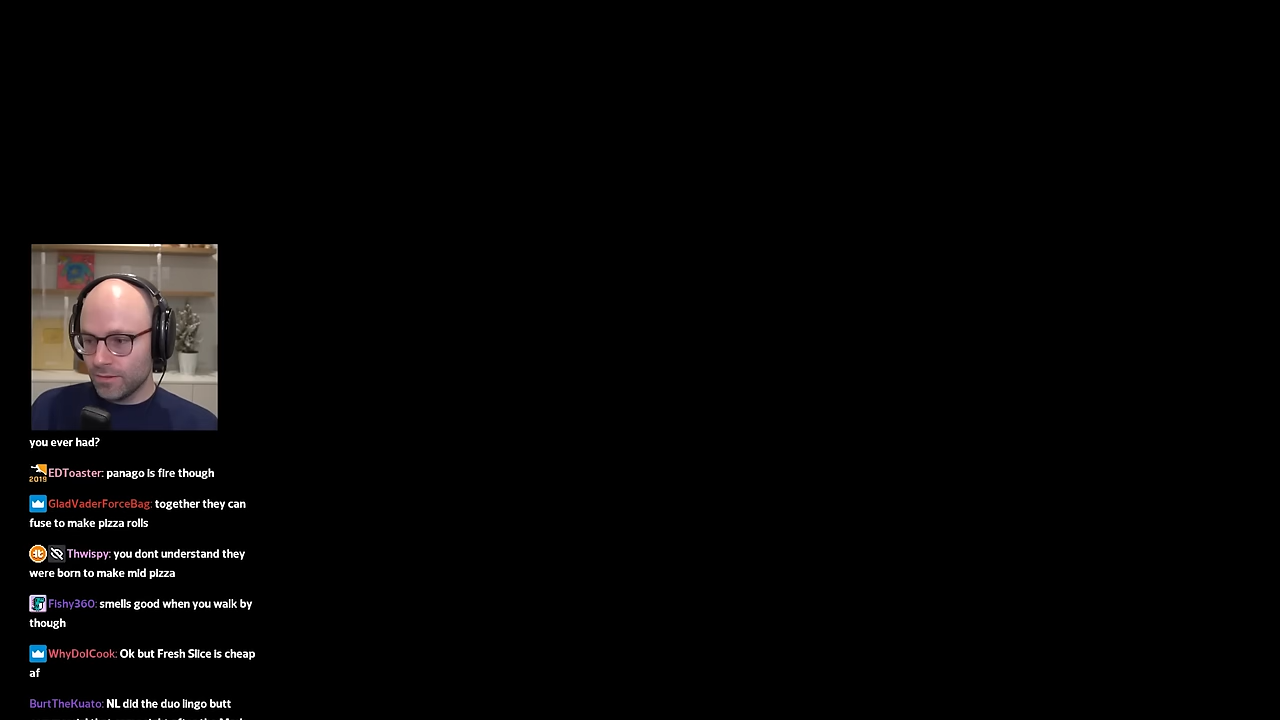 you ever had?
2019 EDToaster: panago is fire though
GladVaderForceBag: together they can
fuse to make pizza rolls
Thwispy: you dont understand they
were born to make mid pizza
Fishy360: smells good when you walk by
though
WhyDoICook: Ok but Fresh Slice is cheap
af
BurtTheKuato: NL did the duo lingo butt